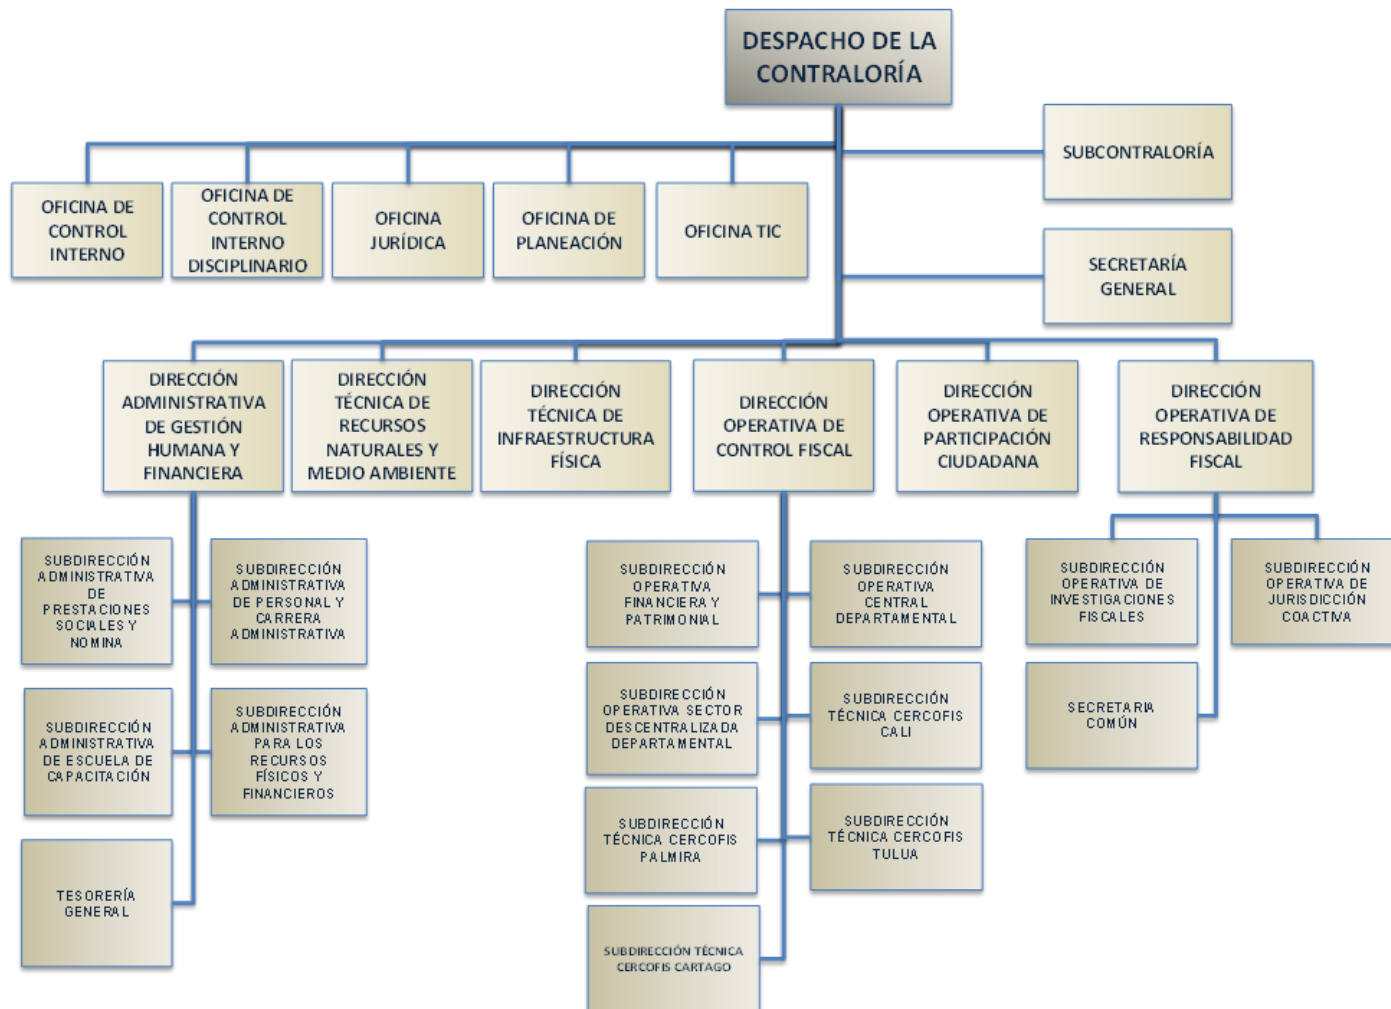 DESPACHO DE LA
CONTRALORÍA
SUBCONTRALORÍA
OFICINA DE
CONTROL
INTERNO
OFICINA DE
CONTROL
INTERNO
DISCIPLINARIO
OFICINA
JURÍDICA
OFICINA DE
PLANEACIÓN
OFICINA TIC
SECRETARÍA
GENERAL
DIRECCIÓN
ADMINISTRATIVA
DE GESTIÓN
HUMANA Y
FINANCIERA
DIRECCIÓN
TÉCNICA DE
RECURSOS
NATURALES Y
MEDIO AMBIENTE
DIRECCIÓN
TÉCNICA DE
INFRAESTRUCTURA
FÍSICA
DIRECCIÓN
OPERATIVA DE
CONTROL FISCAL
DIRECCIÓN
OPERATIVA DE
PARTICIPACIÓN
CIUDADANA
DIRECCIÓN
OPERATIVA DE
RESPONSABILIDAD
FISCAL
SUBDIRECCIÓN
ADMINISTRATIVA
DE
PRESTACIONES
SOCIALES Y
NOMINA
SUBDIRECCIÓN
ADMINISTRATIVA
DE PERSONAL Y
CARRERA
ADMINISTRATIVA
SUBDIRECCIÓN
OPERATIVA
FINANCIERA Y
PATRIMONIAL
SUBDIRECCIÓN
OPERATIVA
CENTRAL
DEPARTAMENTAL
SUBDIRECCIÓN
OPERATIVA DE
INVESTIGACIONES
FISCALES
SUBDIRECCIÓN
OPERATIVA DE
JURISDICCIÓN
COACTIVA
SUBDIRECCIÓN
ADMINISTRATIVA
DE ESCUELA DE
CAPACITACIÓN
SUBDIRECCIÓN
ADMINISTRATIVA
PARA LOS
RECURSOS
FÍSICOS Y
FINANCIEROS
SUBDIRECCIÓN
OPERATIVA SECTOR
DESCENTRALIZADA
DEPARTAMENTAL
SUBDIRECCIÓN
TÉCNICA CERCOFIS
CALI
SECRETARIA
COMÚN
TESORERÍA
GENERAL
SUBDIRECCIÓN
TÉCNICA CERCOFIS
PALMIRA
SUBDIRECCIÓN
TÉCNICA CERCOFIS
TULUA
SUBDIRECCIÓN TÉCNICA
CERCOFIS CARTAGO